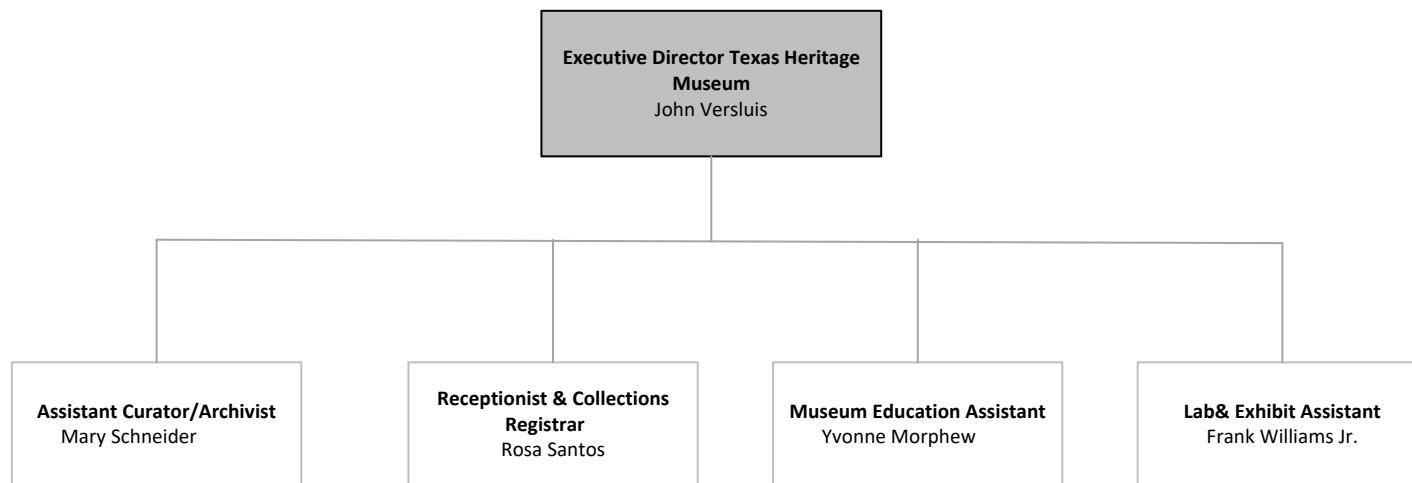 Executive Director Texas Heritage
Museum
John Versluis
Assistant Curator/Archivist
Mary Schneider
Receptionist & Collections
Registrar
Rosa Santos
Museum Education Assistant
Yvonne Morphew
Lab& Exhibit Assistant
Frank Williams Jr.